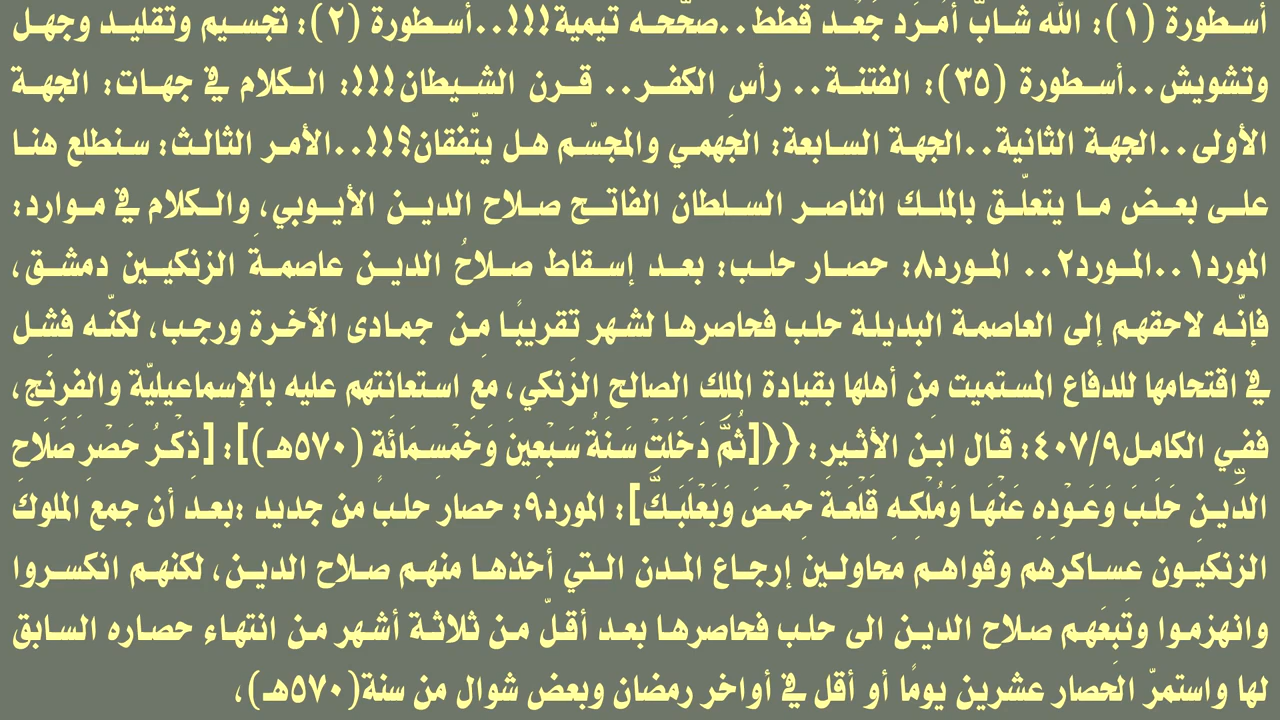 أسطورة (١): الله شابٌّ أمْرَد جَعْد قطط..صحّحه تيمية!!!..أسطورة (٢): تجسيم وتقليد وجهل
وتشويش..أسطورة (٣٥): الفتنة.. رأس الكفر.. قرن الشيطان!!!: الكلام في جهات: الجهة
الأولى..الجهة الثانية..الجهة السابعة: الجَهمي والمجسّم هل يتّفقان؟!!..الأمر الثالث: سنطلع هنا
على بعض ما يتعلّق بالملك الناصر السلطان الفاتح صلاح الدين الأيوبي، والكلام في موارد:
المورد١..المورد٢.. المورد٨: حصار حلب: بعد إسقاط صلاحُ الدين عاصمةَ الزنكيين دمشق،
فإنّه لاحقهم إلى العاصمة البديلة حلب فحاصرها لشهر تقريبًا من جمادى الآخرة ورجب، لكنّه فشل
في اقتحامها للدفاع المستميت من أهلها بقيادة الملك الصالح الزنكي، مع استعانتهم عليه بالإسماعيليّة والفرنج،
ففي الكامل٤٠٧/٩: قال ابن الأثير: {{[ثُمَّ دَخَلَتْ سَنَةُ سَبْعِينَ وَخَمْسِمَائَة (٥٧٠هـ)]: [ذكْرُ حَصْرِ صَلَاحِ
الدِّينِ حَلَبَ وَعَوْدِهِ عَنْهَا وَمُلْكِهِ قَلْعَةَ حِمْصَ وَبَعْلَبَكَّ]: المورد٩: حصار حلب من جديد :بعد أن جمعَ الملوكُ
الزنكيون عساكرهم وقواهم محاولين إرجاع المدن التي أخذها منهم صلاح الدين، لكنهم انكسروا
وانهزموا وتَبِعَهم صلاح الدين الى حلب فحاصرها بعد أقلّ من ثلاثة أشهر من انتهاء حصاره السابق
لها واستمرّ الحصار عشرين يومًا أو أقل في أواخر رمضان وبعض شوال من سنة(٥٧٠هـ)،